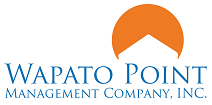 WAPATO POINT
MANAGEMENT COMPANY, INC.